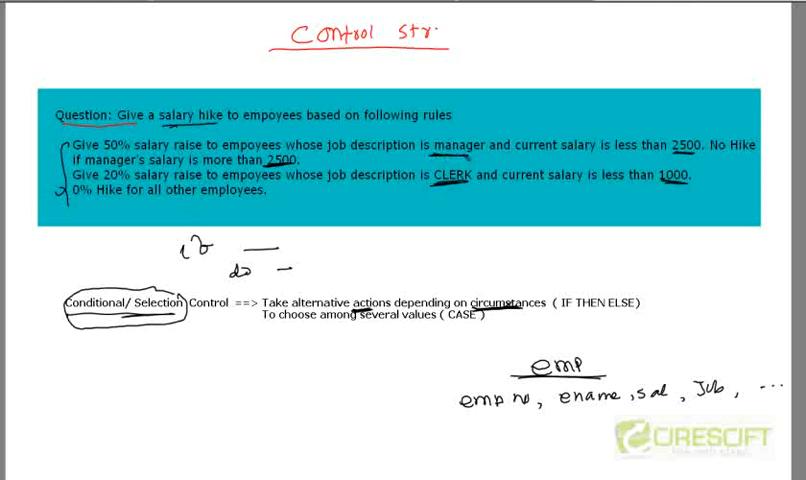 Control str.
Question: Give a salary hike to empoyees based on following rules
Give 50% salary raise to empoyees whose job description is manager and current salary is less than 2500. No Hike
if manager's salary is more than 2500.
Give 20% salary raise to empoyees whose job description is CLERK and current salary is less than 1000.
0% Hike for all other employees.
if
do
Conditional/ Selection Control ==> Take alternative actions depending on circumstances ( IF THEN ELSE)
To choose among several values ( CASE )
emp
emp no, ename, sal, Job, ...
CIRESCIFT